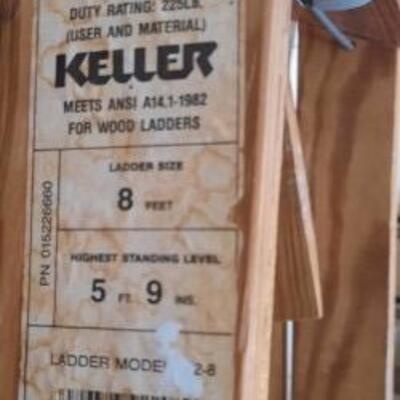 DUTY RATING: 225LB.
(USER AND MATERIAL)
KELLER
MEETS ANSI A14.1-1982
FOR WOOD LADDERS
LADDER SIZE
8 FEET
HIGHEST STANDING LEVEL
5 FT. 9 INS.
LADDER MODEL 2-8
PN 015226660